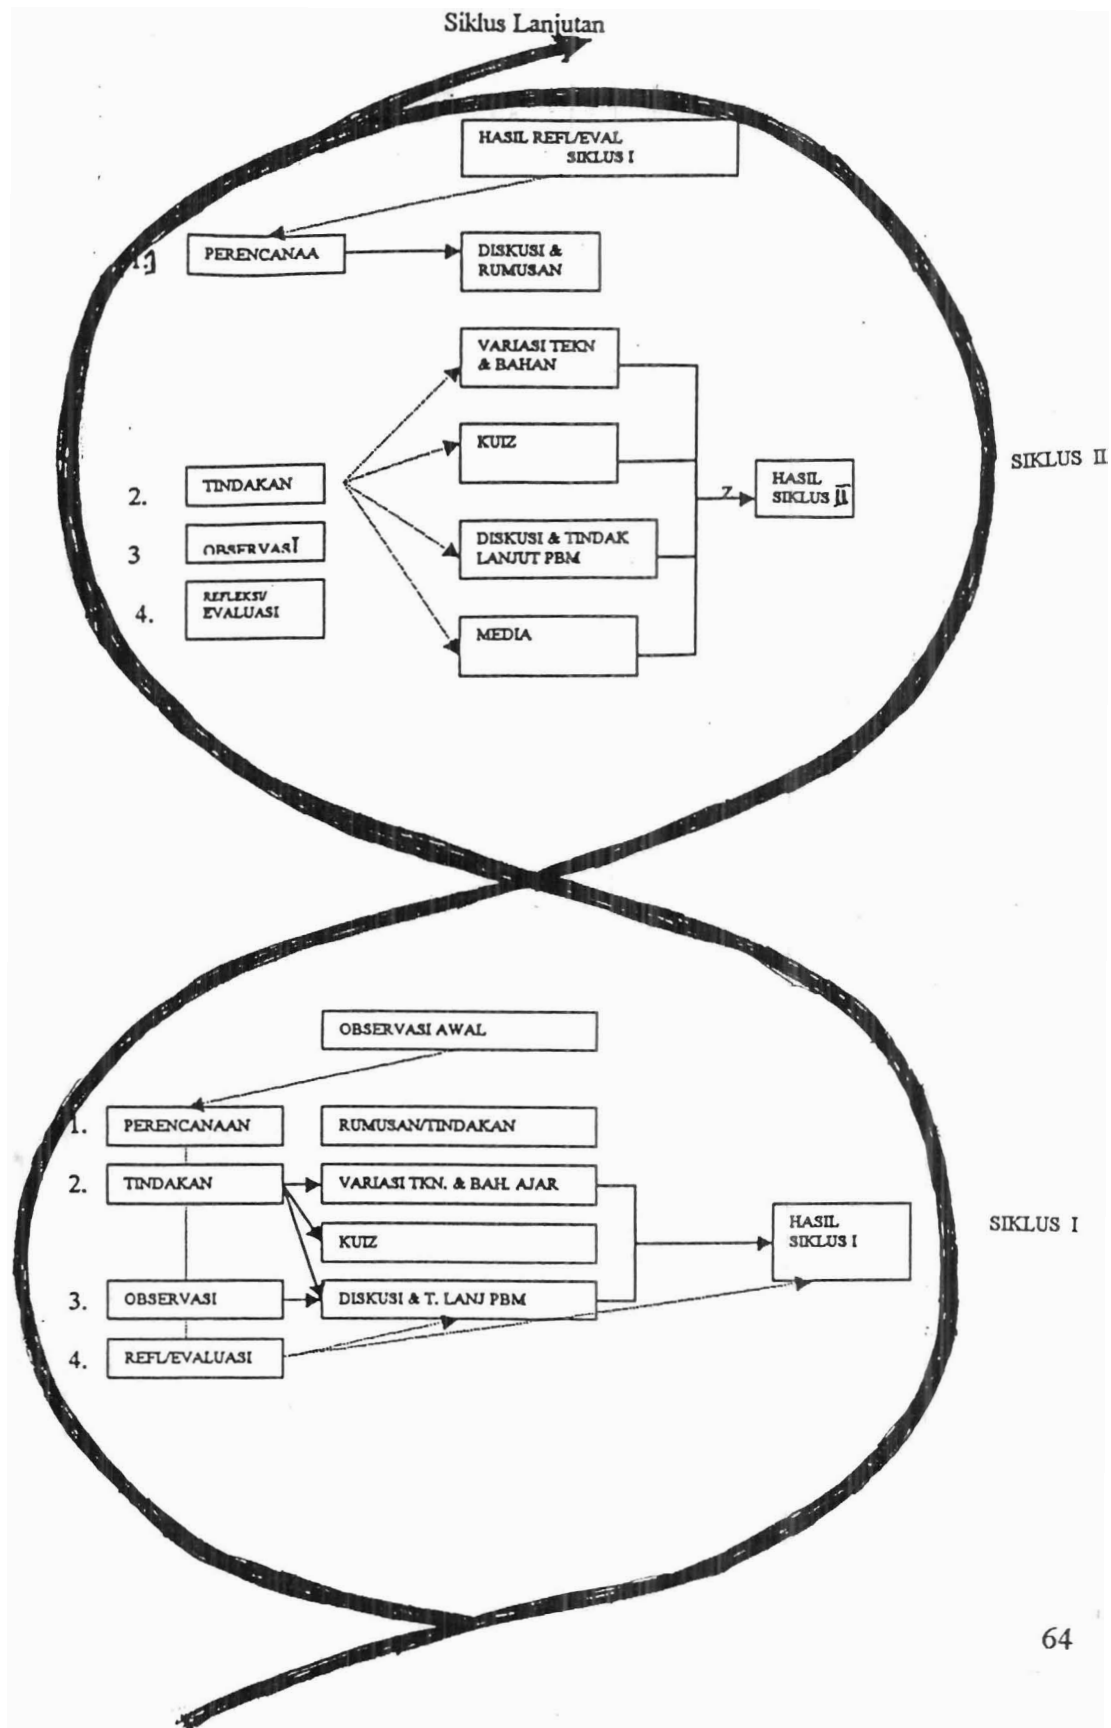 Siklus Lanjutan
HASIL REFL/EVAL
SIKLUS I
1.
PERENCANAA
DISKUSI &
RUMUSAN
VARIASI TEKN
& BAHAN
KUIZ
2.
TINDAKAN
DISKUSI & TINDAK
LANJUT PBM
3
OBSERVASI
4.
REFLEKSI/
EVALUASI
MEDIA
Z
HASIL
SIKLUS II
SIKLUS II
OBSERVASI AWAL
1.
PERENCANAAN
RUMUSAN/TINDAKAN
2.
TINDAKAN
VARIASI TKN. & BAH. AJAR
KUIZ
3.
OBSERVASI
DISKUSI & T. LANJ PBM
4.
REFL/EVALUASI
HASIL
SIKLUS I
SIKLUS I
64